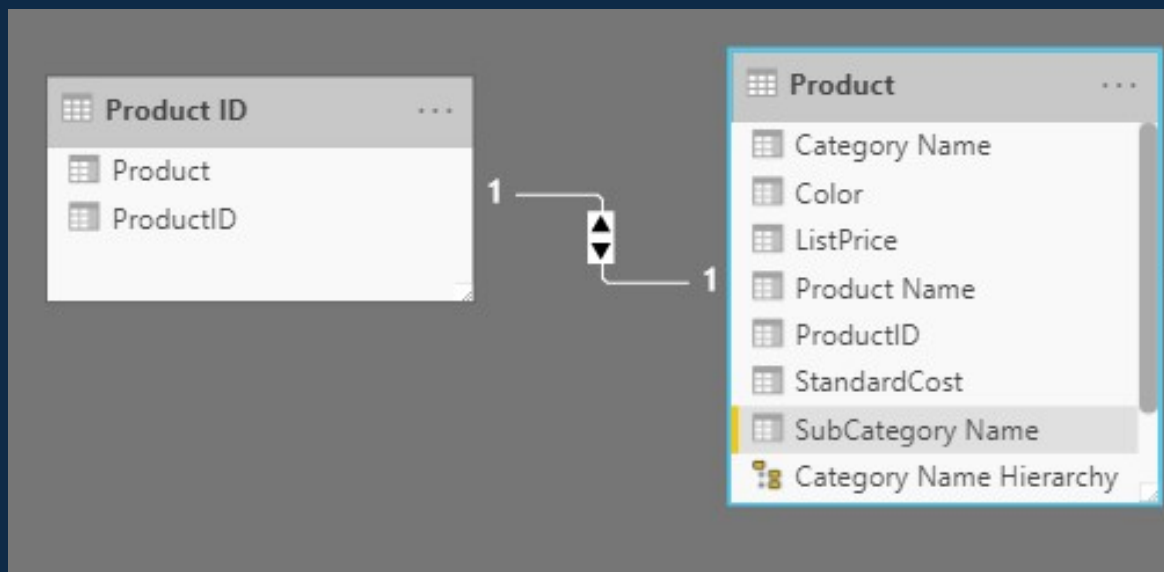 Product ID
Product
ProductID
1
1
Product
Category Name
Color
ListPrice
Product Name
ProductID
StandardCost
SubCategory Name
Category Name Hierarchy